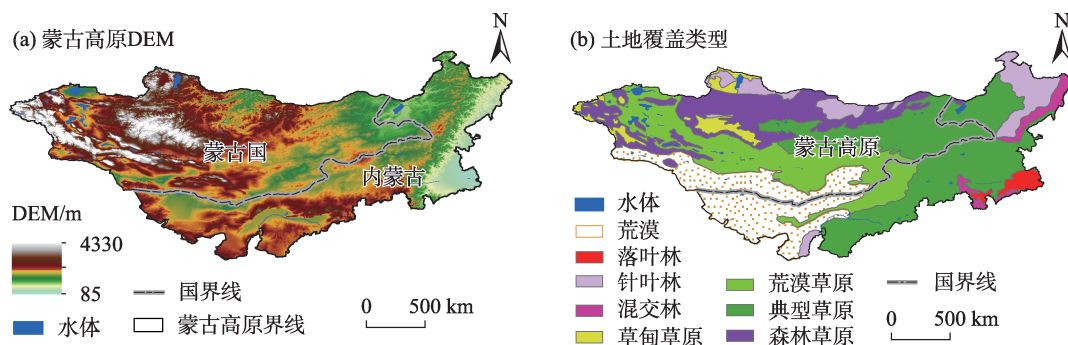 (a) 蒙古高原DEM
N
蒙古国
内蒙古
DEM/m
4330
85
国界线
水体
蒙古高原界线
0 500 km
(b) 土地覆盖类型
N
蒙古高原
水体
荒漠
落叶林
针叶林
混交林
草甸草原
荒漠草原
典型草原
森林草原
国界线
0 500 km